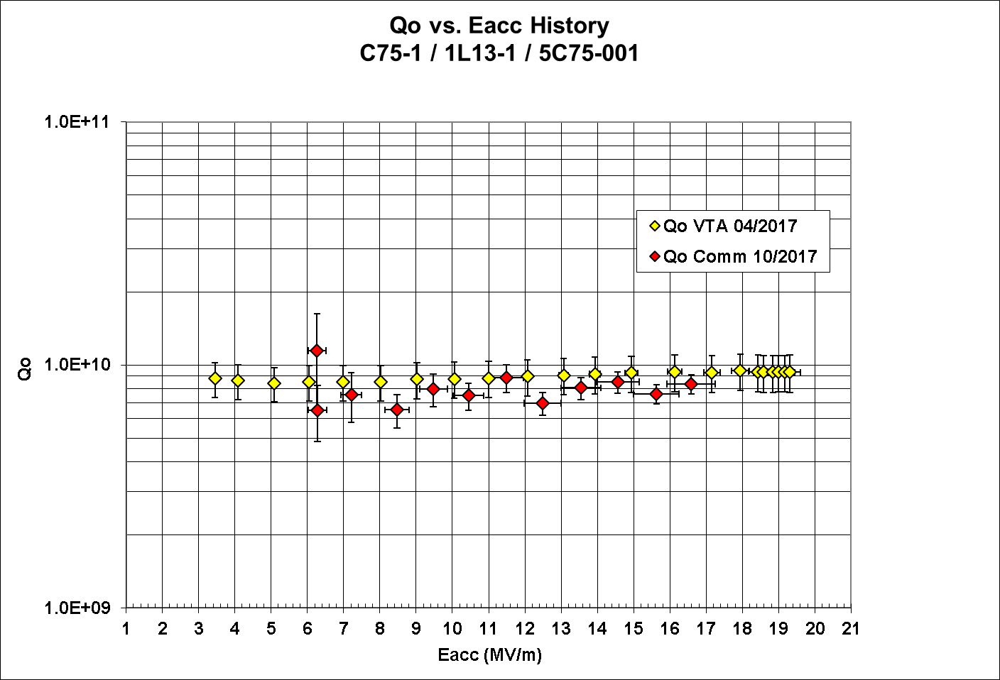 Qo vs. Eacc History
C75-1 / 1L13-1 / 5C75-001
1.0E+11
Qo VTA 04/2017
Qo Comm 10/2017
Qo
1.0E+10
1.0E+09
1 2 3 4 5 6 7 8 9 10 11 12 13 14 15 16 17 18 19 20 21
Eacc (MV/m)